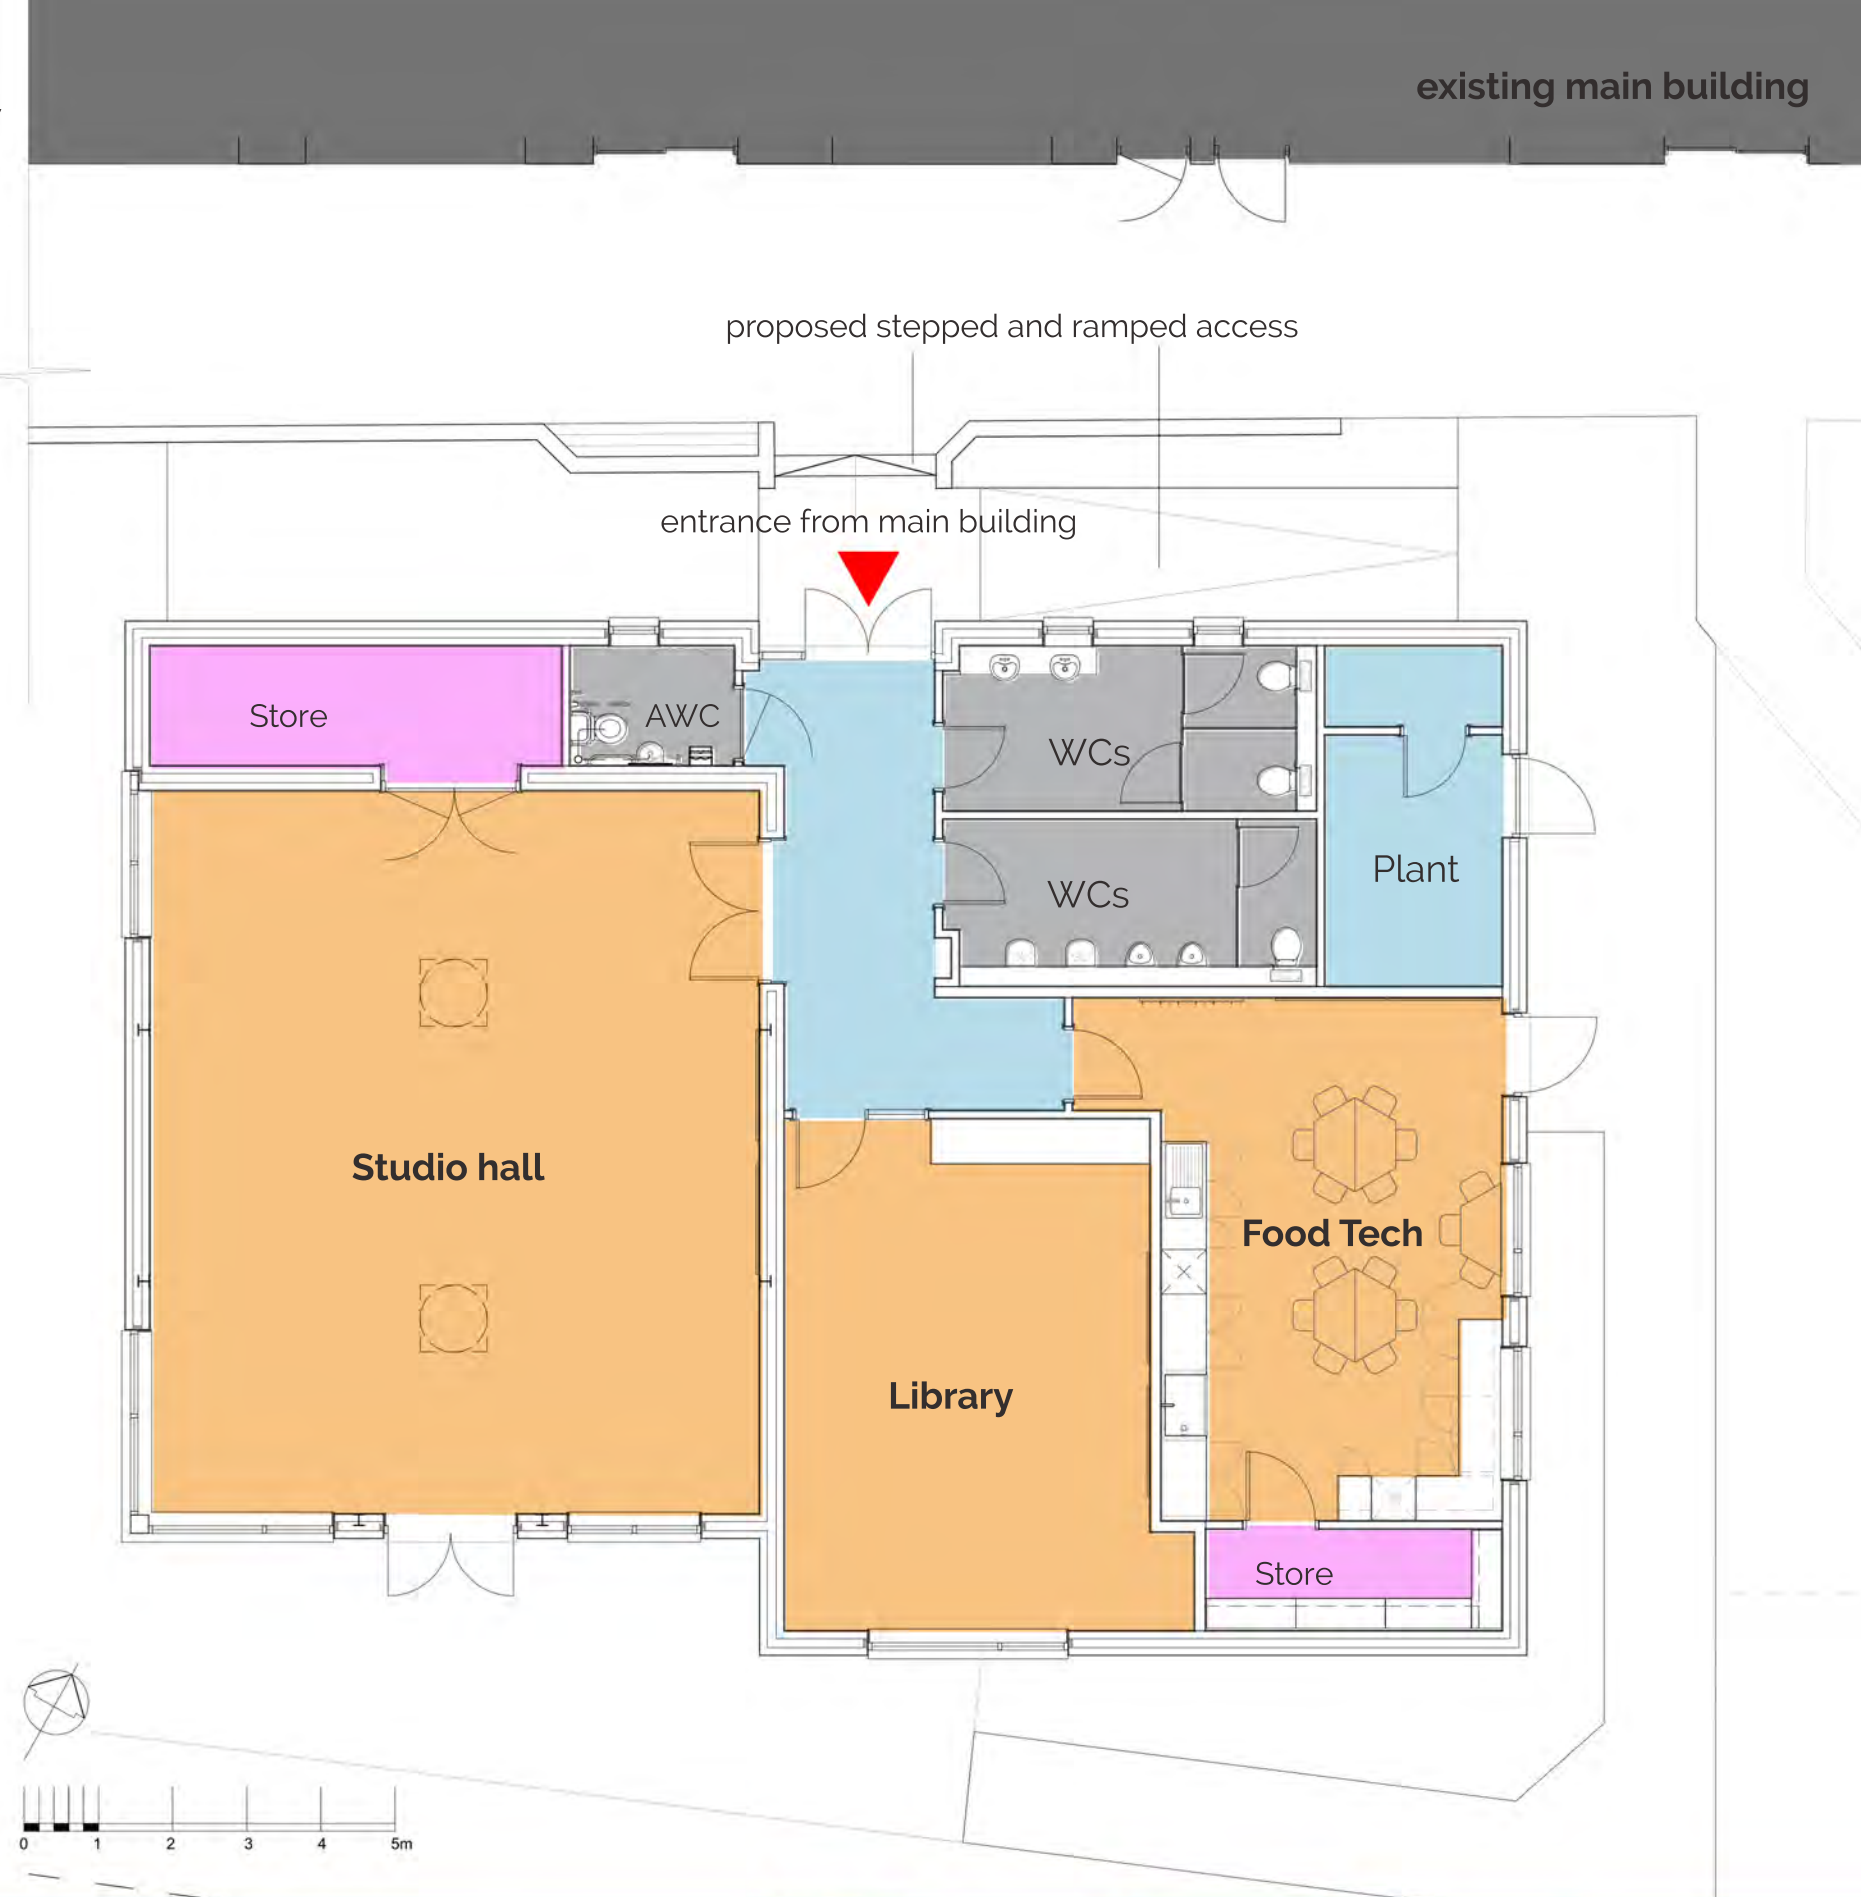 existing main building
proposed stepped and ramped access
entrance from main building
Store
AWC
WCs
WCs
Plant
Studio hall
Food Tech
Library
Store
0 1 2 3 4 5m